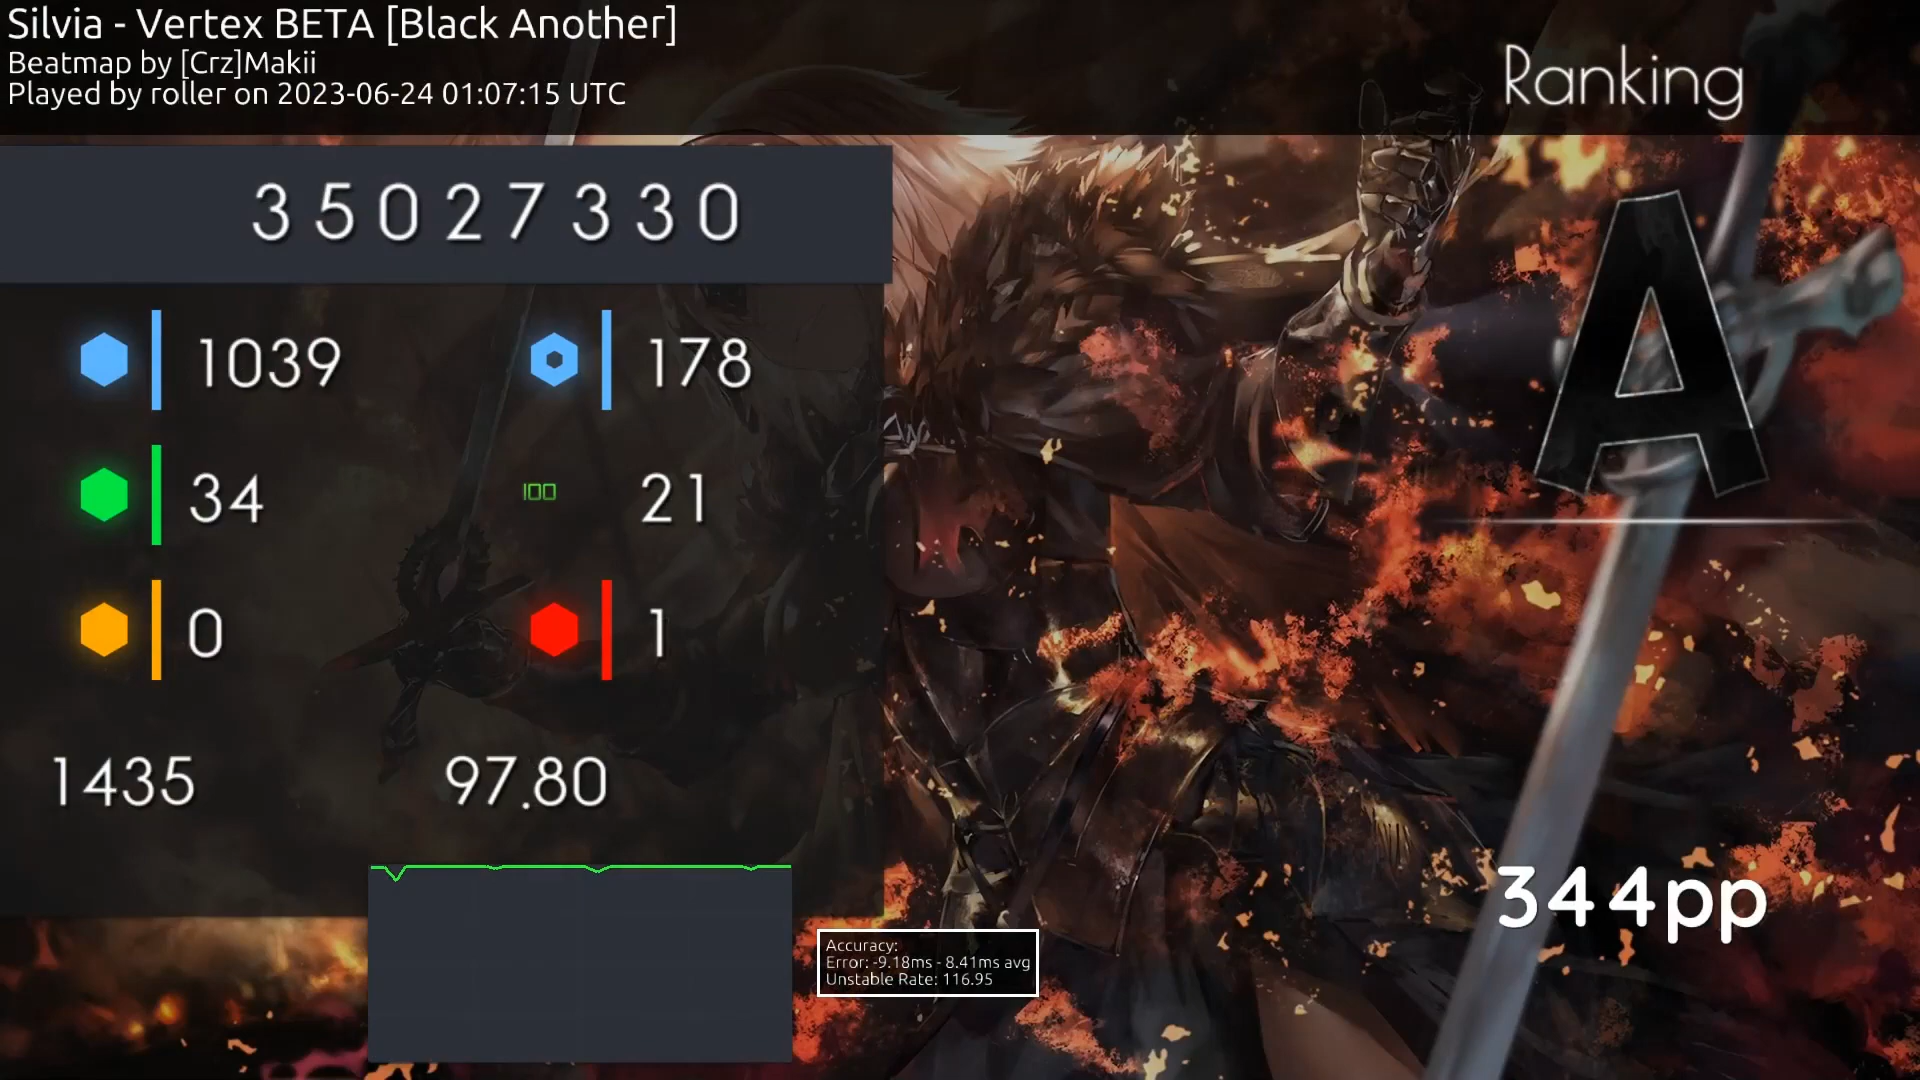 Silvia - Vertex BETA [Black Another]
Beatmap by [Crz]Makii
Played by roller on 2023-06-24 01:07:15 UTC
Ranking
35027330
1039
178
A
34
100
21
0
1
1435
97.80
344pp
Accuracy:
Error: -9.18ms - 8.41ms avg
Unstable Rate: 116.95